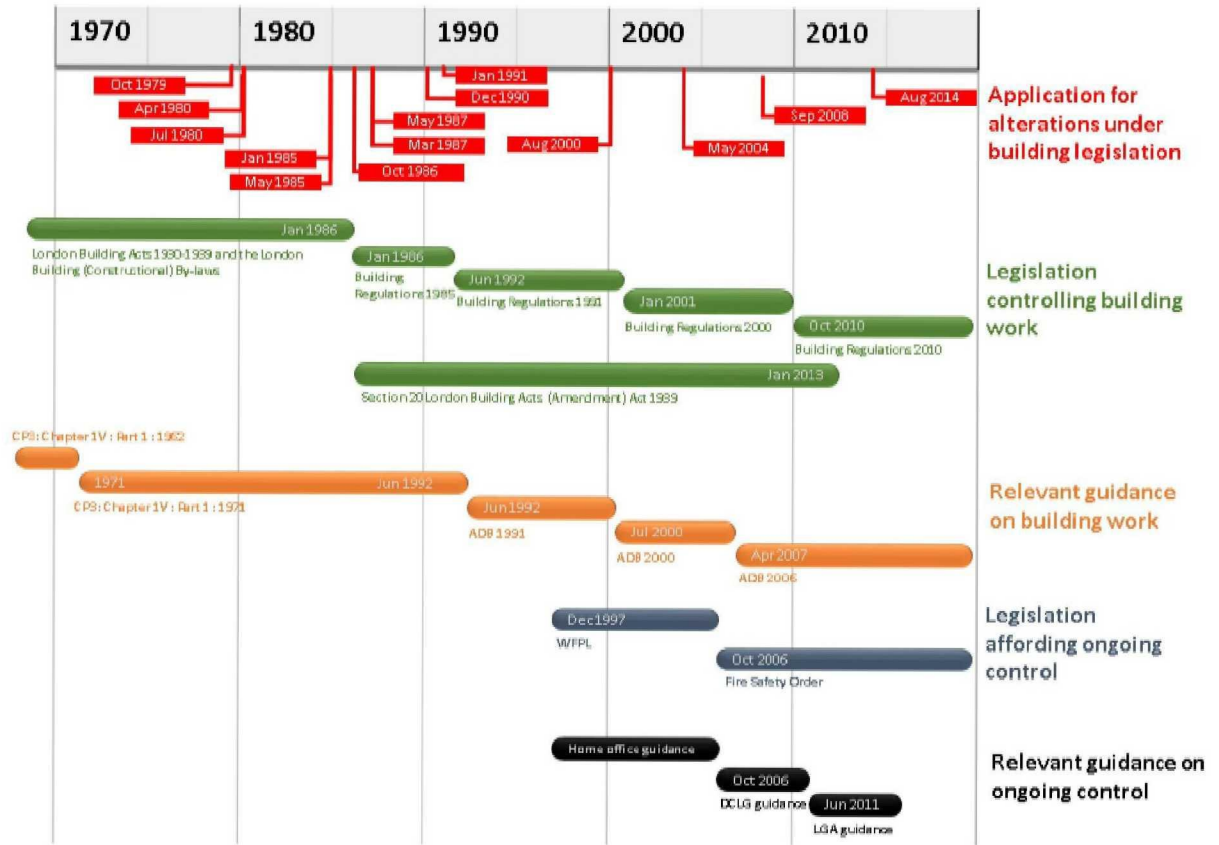 1970 1980 1990 2000 2010
Jan 1991
Oct 1979
Dec 1990
Aug 2014
Apr 1980
May 1987
Sep 2008
Jul 1980
Mar 1987
Aug 2000
May 2004
Jan 1985
Oct 1986
May 1985
Application for
alterations under
building legislation
Jan 1986
London Building Acts 1930-1939 and the London
Building (Constructional) By-laws
Jan 1986
Building
Regulations 1985
Jun 1992
Building Regulations 1991
Jan 2001
Building Regulations 2000
Oct 2010
Building Regulations 2010
Legislation
controlling building
work
Jan 2013
Section 20 London Building Acts (Amendment) Act 1939
CP3: Chapter 1V : Part 1 : 1962
1971 Jun 1992
CP3: Chapter 1V : Part 1 : 1971
Jun 1992
ADB 1991
Jul 2000
ADB 2000
Apr 2007
ADB 2006
Relevant guidance
on building work
Dec 1997
WFPL
Oct 2006
Fire Safety Order
Legislation
affording ongoing
control
Home office guidance
Oct 2006
DCLG guidance
Jun 2011
LGA guidance
Relevant guidance on
ongoing control